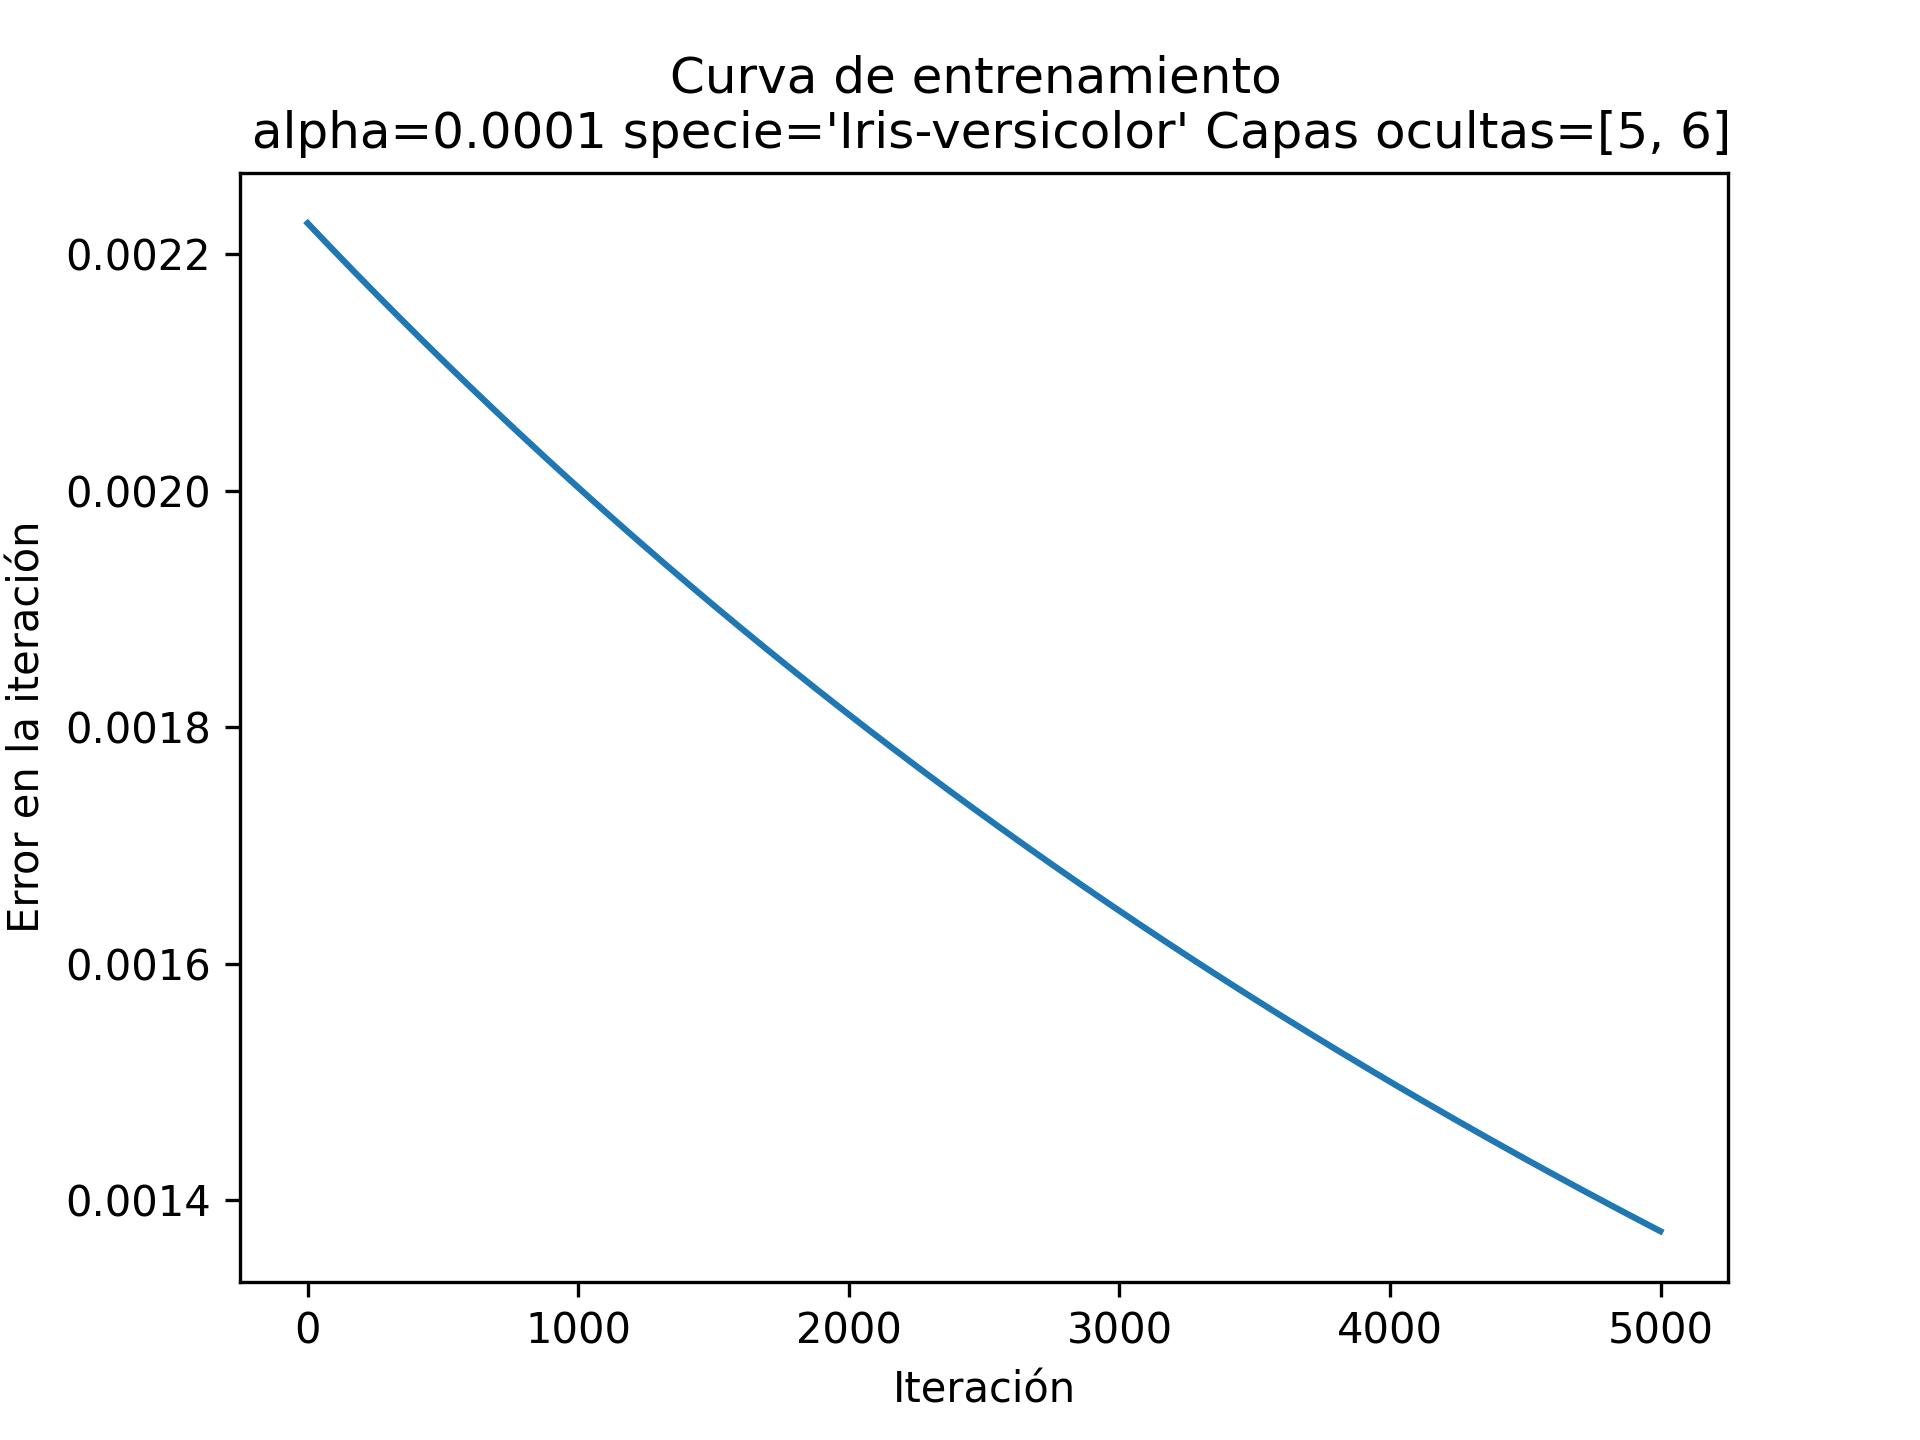 Curva de entrenamiento
alpha=0.0001 specie='Iris-versicolor' Capas ocultas=[5, 6]
Error en la iteración
0.0022
0.0020
0.0018
0.0016
0.0014
0 1000 2000 3000 4000 5000
Iteración